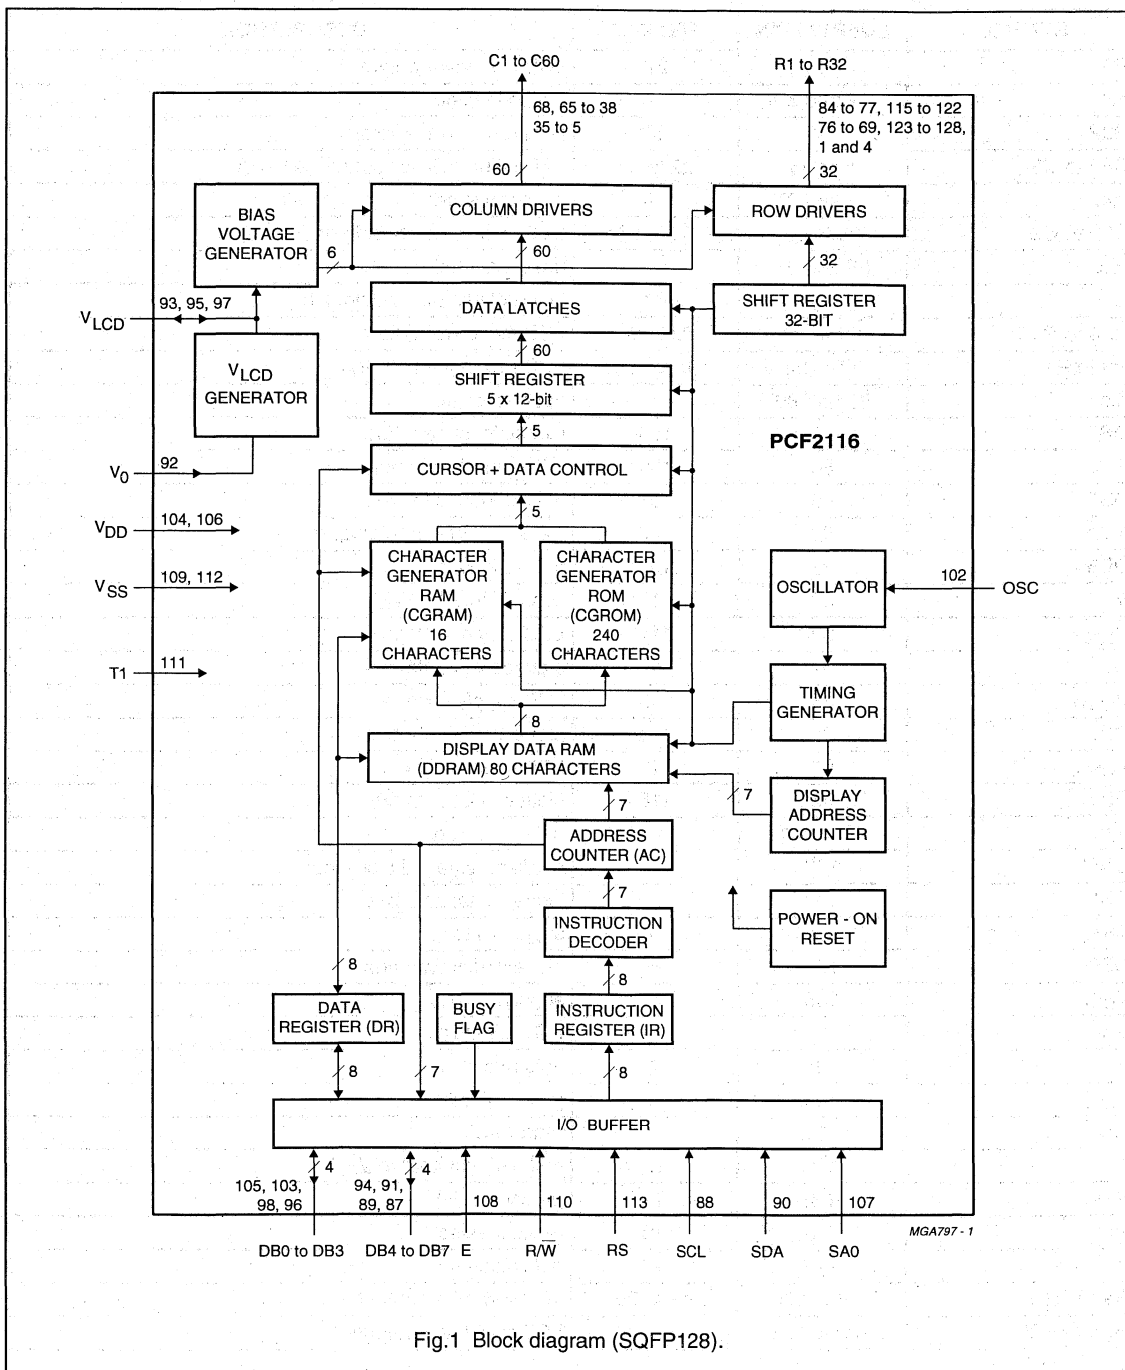 C1 to C60
R1 to R32
68, 65 to 38
35 to 5
84 to 77, 115 to 122
76 to 69, 123 to 128,
1 and 4
60
32
BIAS
VOLTAGE
GENERATOR
COLUMN DRIVERS
ROW DRIVERS
6
60
32
93, 95, 97
VLCD
DATA LATCHES
SHIFT REGISTER
32-BIT
60
VLCD
GENERATOR
SHIFT REGISTER
5 x 12-bit
5
PCF2116
V0
92
CURSOR + DATA CONTROL
5
VDD
104, 106
CHARACTER
GENERATOR
RAM
(CGRAM)
16
CHARACTERS
CHARACTER
GENERATOR
ROM
(CGROM)
240
CHARACTERS
VSS
109, 112
OSCILLATOR
102
OSC
T1
111
TIMING
GENERATOR
8
DISPLAY DATA RAM
(DDRAM) 80 CHARACTERS
7
7
DISPLAY
ADDRESS
COUNTER
ADDRESS
COUNTER (AC)
7
INSTRUCTION
DECODER
POWER - ON
RESET
8
8
DATA
REGISTER (DR)
BUSY
FLAG
INSTRUCTION
REGISTER (IR)
8
7
8
I/O BUFFER
4
4
105, 103,
98, 96
94, 91,
89, 87
108
110
113
88
90
107
MGA797 - 1
DB0 to DB3
DB4 to DB7
E
R/W̅
RS
SCL
SDA
SA0
Fig.1 Block diagram (SQFP128).